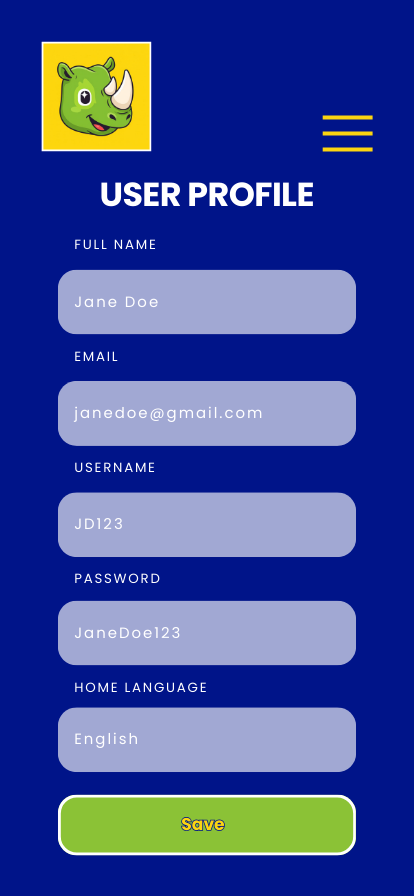 USER PROFILE
FULL NAME
Jane Doe
EMAIL
janedoe@gmail.com
USERNAME
JD123
PASSWORD
JaneDoe123
HOME LANGUAGE
English
Save